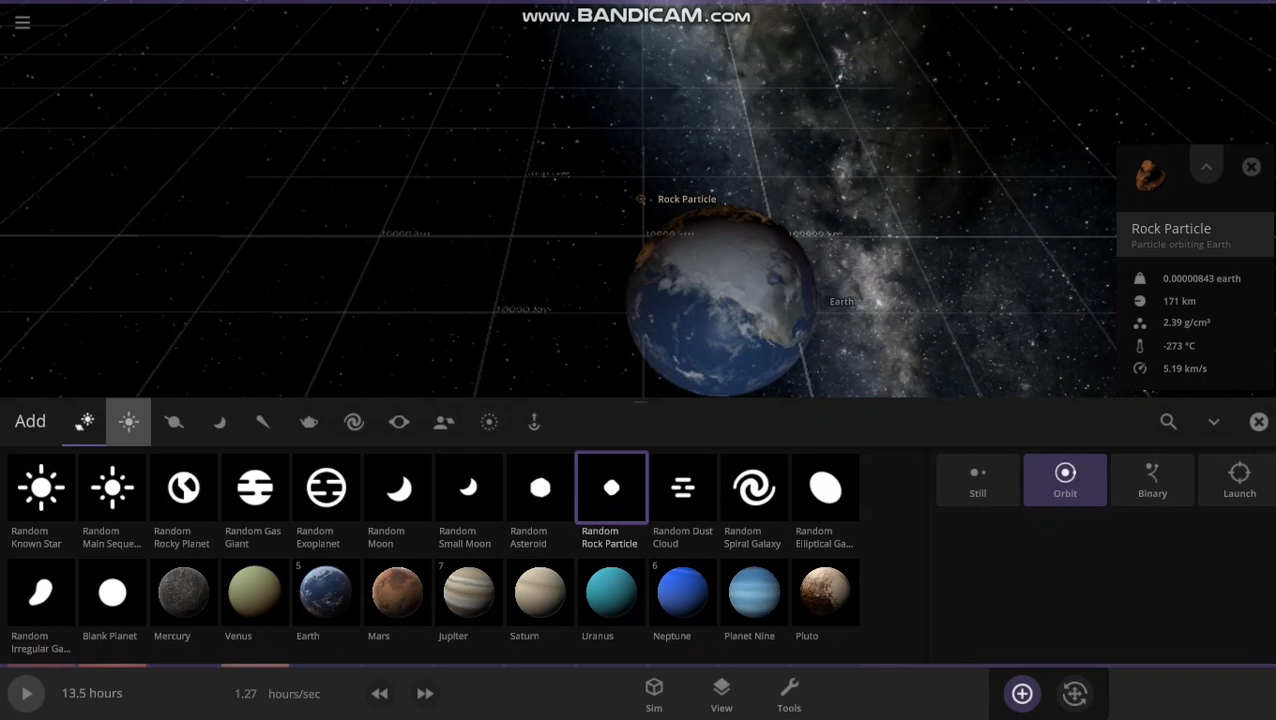 www.BANDICAM.com
Rock Particle
Earth
Rock Particle
Particle orbiting Earth
0.00000843 earth
171 km
2.39 g/cm³
-273 °C
5.19 km/s
Add
Random Known Star
Random Main Seque...
Random Rocky Planet
Random Gas Giant
Random Exoplanet
Random Moon
Random Small Moon
Random Asteroid
Random Rock Particle
Random Dust Cloud
Random Spiral Galaxy
Random Elliptical Ga...
Still
Orbit
Binary
Launch
5
7
6
Random Irregular Ga...
Blank Planet
Mercury
Venus
Earth
Mars
Jupiter
Saturn
Uranus
Neptune
Planet Nine
Pluto
13.5 hours
1.27 hours/sec
Sim
View
Tools